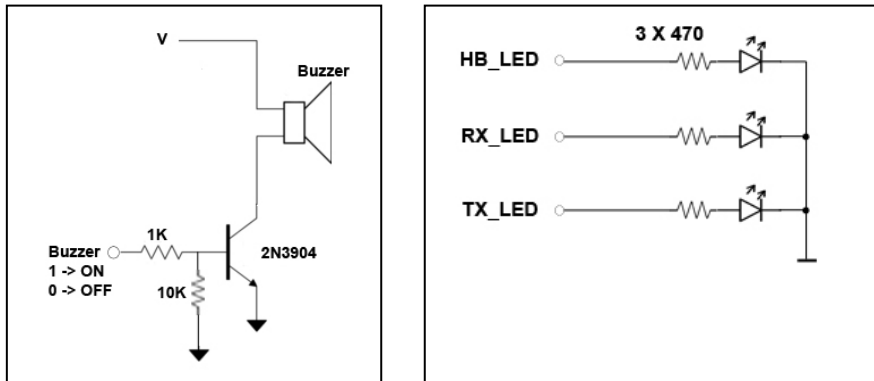 V
Buzzer
1K
Buzzer
1 -> ON
0 -> OFF
2N3904
10K
3 X 470
HB_LED
RX_LED
TX_LED